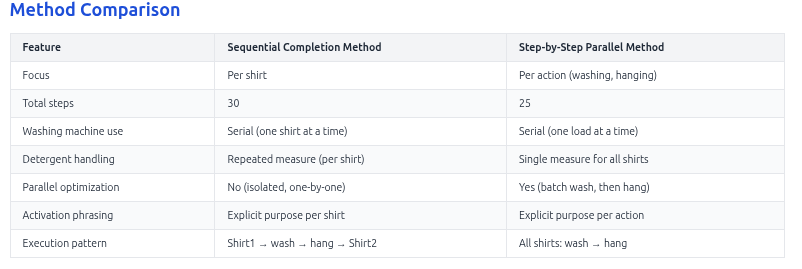 Method Comparison
Feature Sequential Completion Method Step-by-Step Parallel Method
Focus Per shirt Per action (washing, hanging)
Total steps 30 25
Washing machine use Serial (one shirt at a time) Serial (one load at a time)
Detergent handling Repeated measure (per shirt) Single measure for all shirts
Parallel optimization No (isolated, one-by-one) Yes (batch wash, then hang)
Activation phrasing Explicit purpose per shirt Explicit purpose per action
Execution pattern Shirt1 → wash → hang → Shirt2 All shirts: wash → hang